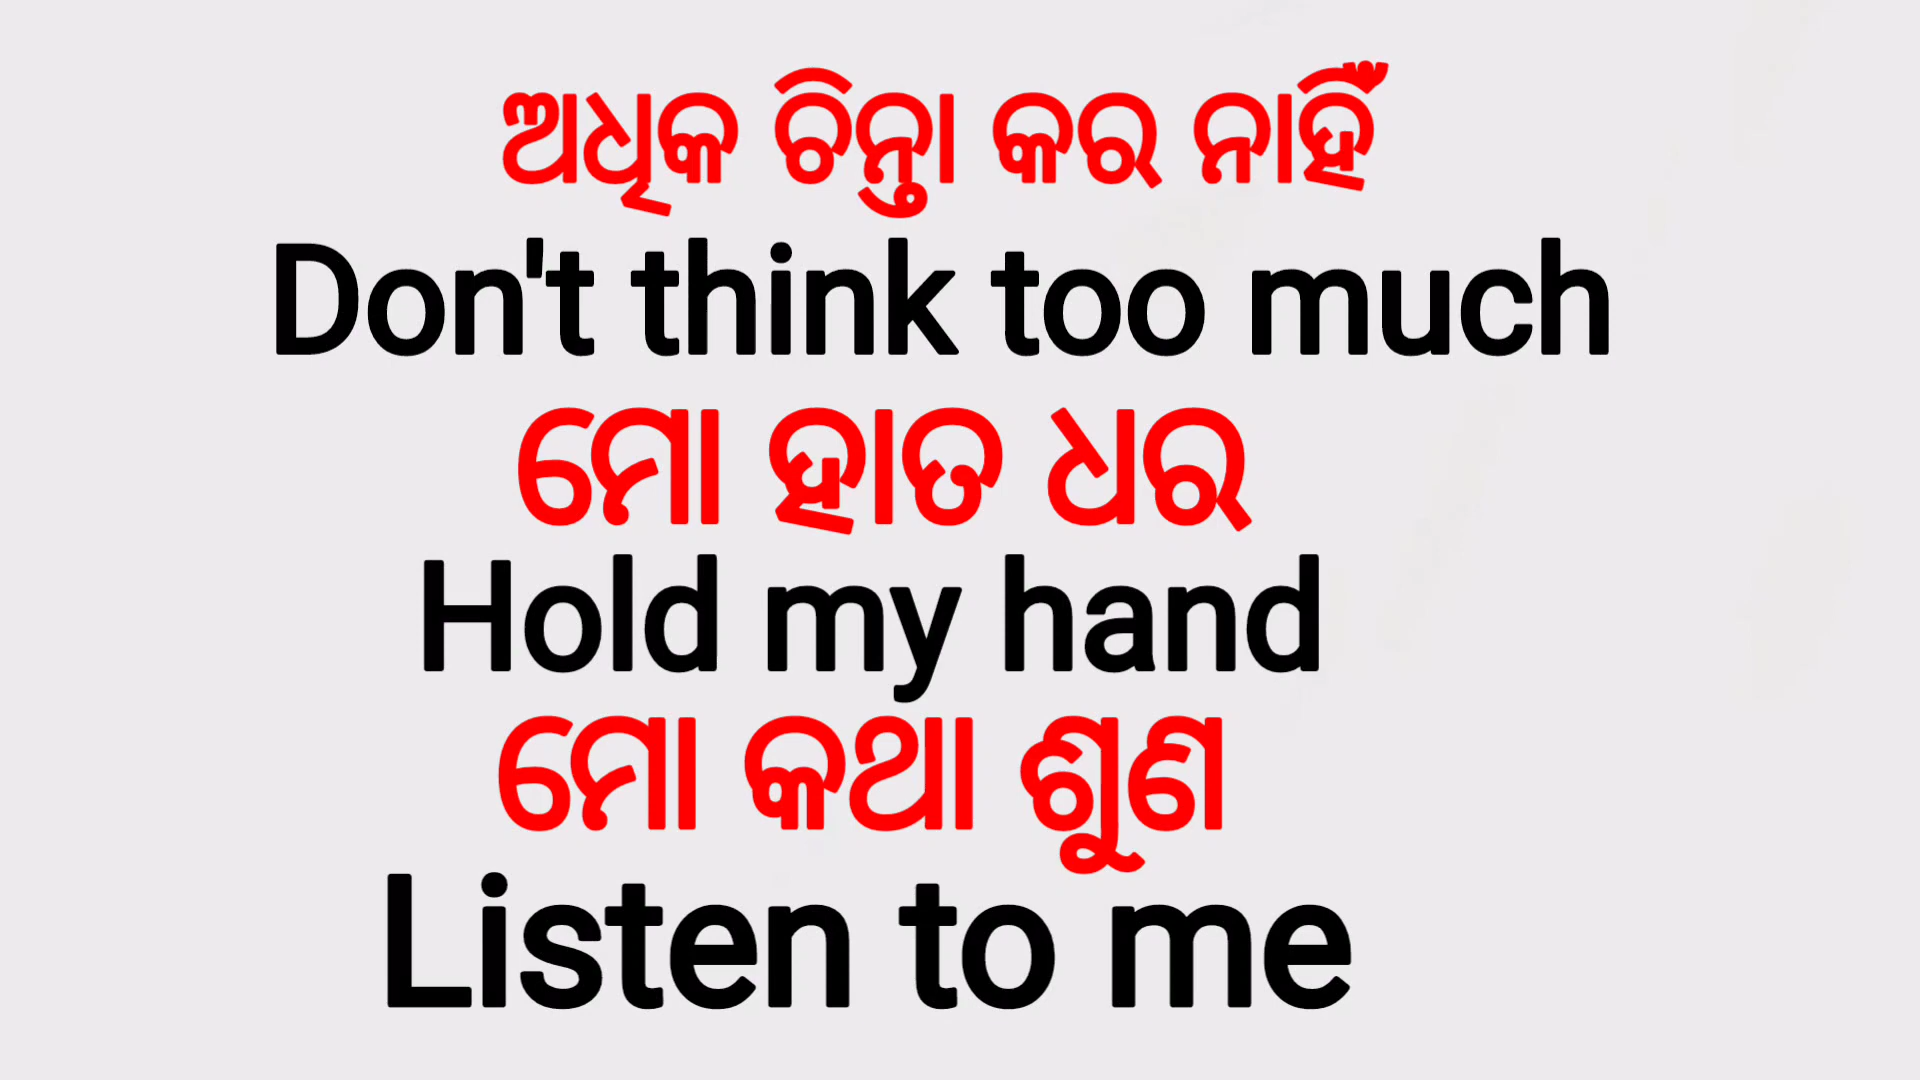 ଅଧିକ ଚିନ୍ତା କର ନାହିଁ
Don't think too much
ମୋ ହାତ ଧର
Hold my hand
ମୋ କଥା ଶୁଣ
Listen to me